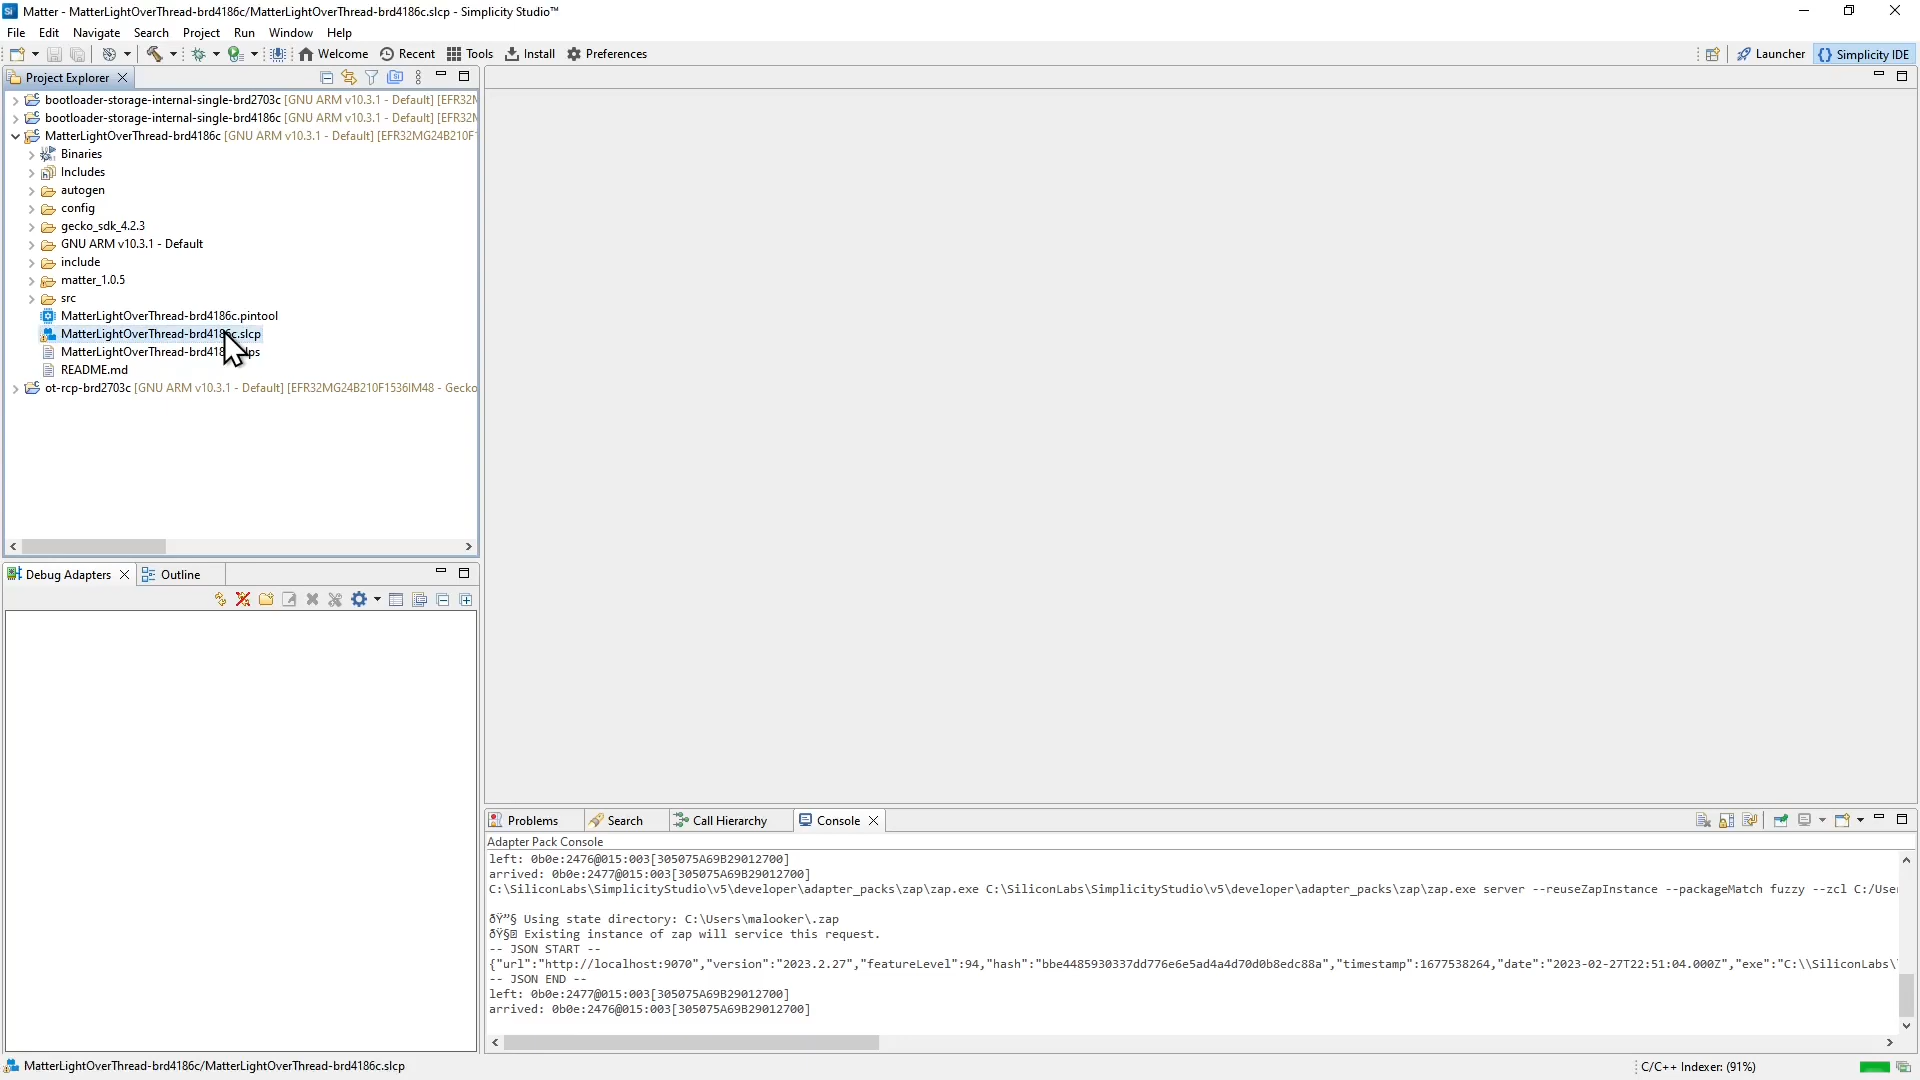 Matter - MatterLightOverThread-brd4186c/MatterLightOverThread-brd4186c.slcp - Simplicity Studio™
File Edit Navigate Search Project Run Window Help
Welcome Recent Tools Install Preferences Launcher Simplicity IDE
Project Explorer
bootloader-storage-internal-single-brd2703c [GNU ARM v10.3.1 - Default] [EFR32M
bootloader-storage-internal-single-brd4186c [GNU ARM v10.3.1 - Default] [EFR32M
MatterLightOverThread-brd4186c [GNU ARM v10.3.1 - Default] [EFR32MG24B210F
Binaries
Includes
autogen
config
gecko_sdk_4.2.3
GNU ARM v10.3.1 - Default
include
matter_1.0.5
src
MatterLightOverThread-brd4186c.pintool
MatterLightOverThread-brd4186c.slcp
MatterLightOverThread-brd418 ps
README.md
ot-rcp-brd2703c [GNU ARM v10.3.1 - Default] [EFR32MG24B210F1536IM48 - Gecko
Debug Adapters Outline
Problems Search Call Hierarchy Console
Adapter Pack Console
left: 0b0e:2476@015:003[305075A69B29012700]
arrived: 0b0e:2477@015:003[305075A69B29012700]
C:\SiliconLabs\SimplicityStudio\v5\developer\adapter_packs\zap\zap.exe C:\SiliconLabs\SimplicityStudio\v5\developer\adapter_packs\zap\zap.exe server --reuseZapInstance --packageMatch fuzzy --zcl C:/Use
ðŸ”§ Using state directory: C:\Users\malooker\.zap
ðŸ§ Existing instance of zap will service this request.
-- JSON START --
{"url":"http://localhost:9070","version":"2023.2.27","featureLevel":94,"hash":"bbe4485930337dd776e6e5ad4a4d70d0b8edc88a","timestamp":1677538264,"date":"2023-02-27T22:51:04.000Z","exe":"C:\\SiliconLabs\
-- JSON END --
left: 0b0e:2477@015:003[305075A69B29012700]
arrived: 0b0e:2476@015:003[305075A69B29012700]
MatterLightOverThread-brd4186c/MatterLightOverThread-brd4186c.slcp
C/C++ Indexer: (91%)